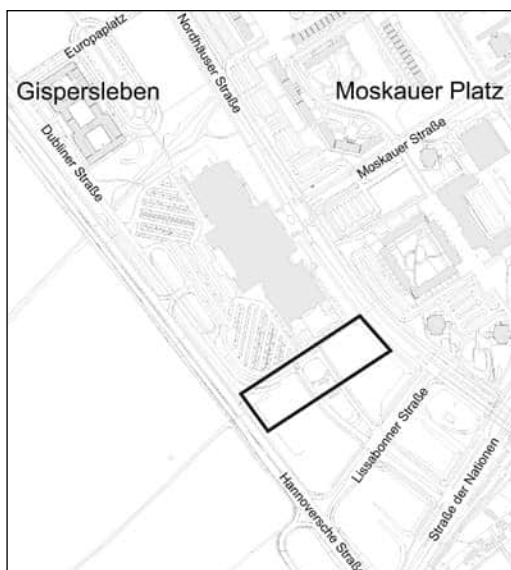 Europaplatz
Nordhäuser Straße
Gispersleben
Moskauer Platz
Dubliner Straße
Moskauer Straße
Lissabonner Straße
Hannoversche Straße
Straße der Nationen